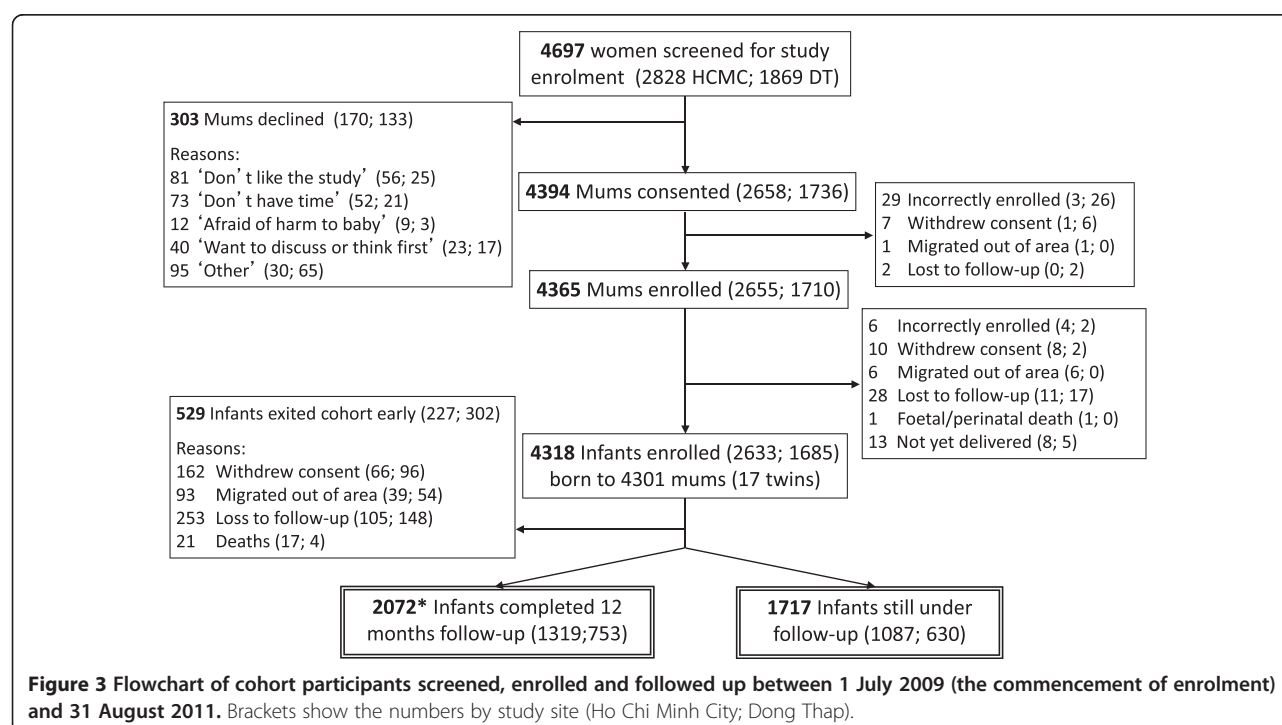 4697 women screened for study
enrolment (2828 HCMC; 1869 DT)
303 Mums declined (170; 133)
Reasons:
81 ‘Don’t like the study’ (56; 25)
73 ‘Don’t have time’ (52; 21)
12 ‘Afraid of harm to baby’ (9; 3)
40 ‘Want to discuss or think first’ (23; 17)
95 ‘Other’ (30; 65)
4394 Mums consented (2658; 1736)
29 Incorrectly enrolled (3; 26)
7 Withdrew consent (1; 6)
1 Migrated out of area (1; 0)
2 Lost to follow-up (0; 2)
4365 Mums enrolled (2655; 1710)
6 Incorrectly enrolled (4; 2)
10 Withdrew consent (8; 2)
6 Migrated out of area (6; 0)
28 Lost to follow-up (11; 17)
1 Foetal/perinatal death (1; 0)
13 Not yet delivered (8; 5)
529 Infants exited cohort early (227; 302)
Reasons:
162 Withdrew consent (66; 96)
93 Migrated out of area (39; 54)
253 Loss to follow-up (105; 148)
21 Deaths (17; 4)
4318 Infants enrolled (2633; 1685)
born to 4301 mums (17 twins)
2072* Infants completed 12
months follow-up (1319;753)
1717 Infants still under
follow-up (1087; 630)
Figure 3 Flowchart of cohort participants screened, enrolled and followed up between 1 July 2009 (the commencement of enrolment)
and 31 August 2011. Brackets show the numbers by study site (Ho Chi Minh City; Dong Thap).